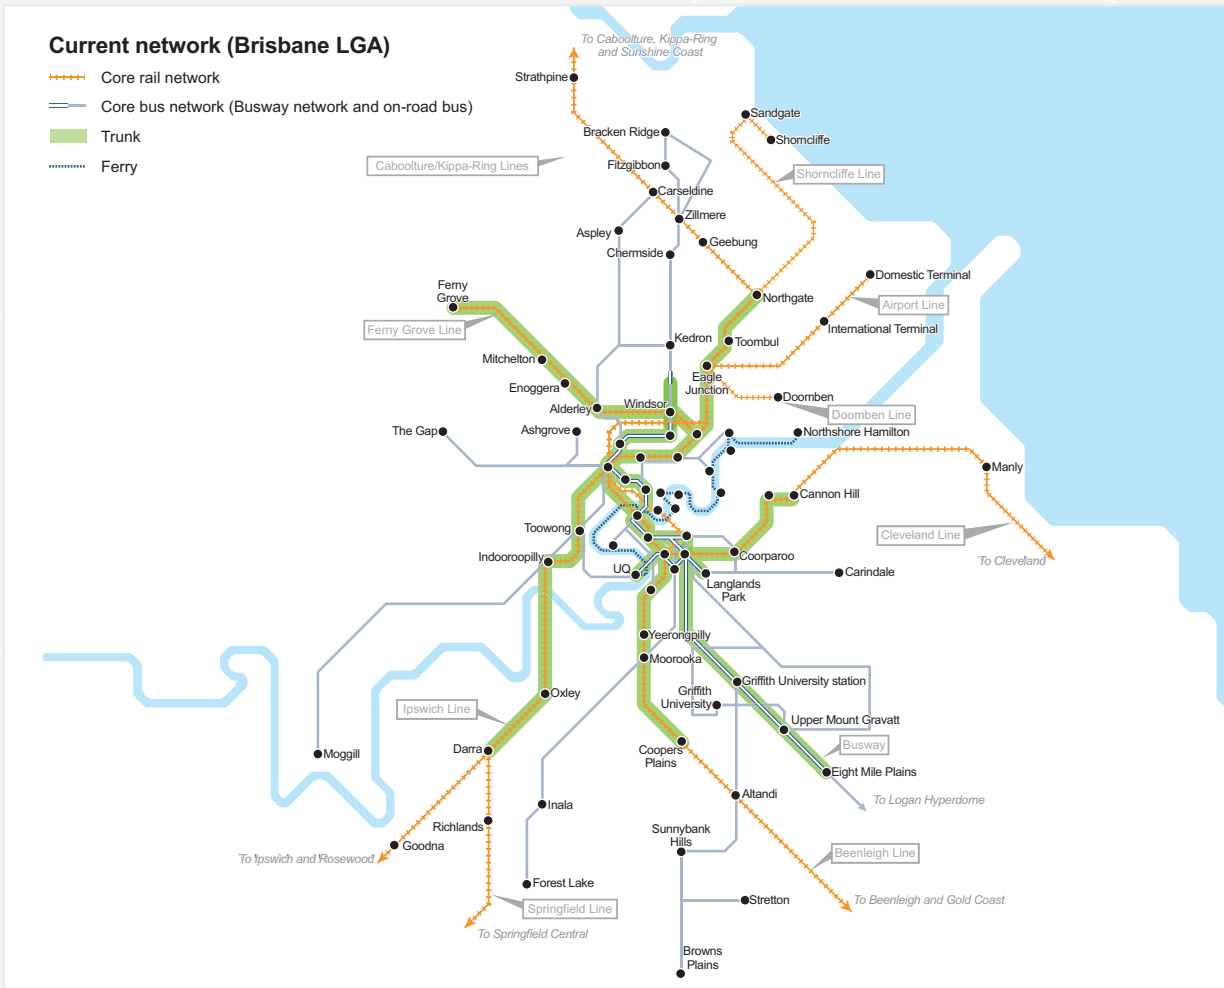 Current network (Brisbane LGA)
Core rail network
Core bus network (Busway network and on-road bus)
Trunk
Ferry
To Caboolture, Kippa-Ring
and Sunshine Coast
Strathpine
Sandgate
Bracken Ridge
Shorncliffe
Caboolture/Kippa-Ring Lines
Fitzgibbon
Shorncliffe Line
Carseldine
Zillmere
Aspley
Geebung
Chermside
Domestic Terminal
Ferny
Grove
Northgate
Airport Line
Ferny Grove Line
International Terminal
Kedron
Toombul
Mitchelton
Eagle
Junction
Enoggera
Doomben
Alderley
Windsor
Doomben Line
The Gap
Ashgrove
Northshore Hamilton
Manly
Cannon Hill
Toowong
Cleveland Line
Indooroopilly
Coorparoo
To Cleveland
UQ
Langlands
Park
Carindale
Yeerongpilly
Moorooka
Griffith University station
Oxley
Griffith
University
Ipswich Line
Upper Mount Gravatt
Darra
Coopers
Plains
Busway
Moggill
Eight Mile Plains
Altandi
To Logan Hyperdome
Inala
Richlands
Sunnybank
Hills
Goodna
To Ipswich and Rosewood
Beenleigh Line
Forest Lake
Stretton
To Beenleigh and Gold Coast
Springfield Line
To Springfield Central
Browns
Plains